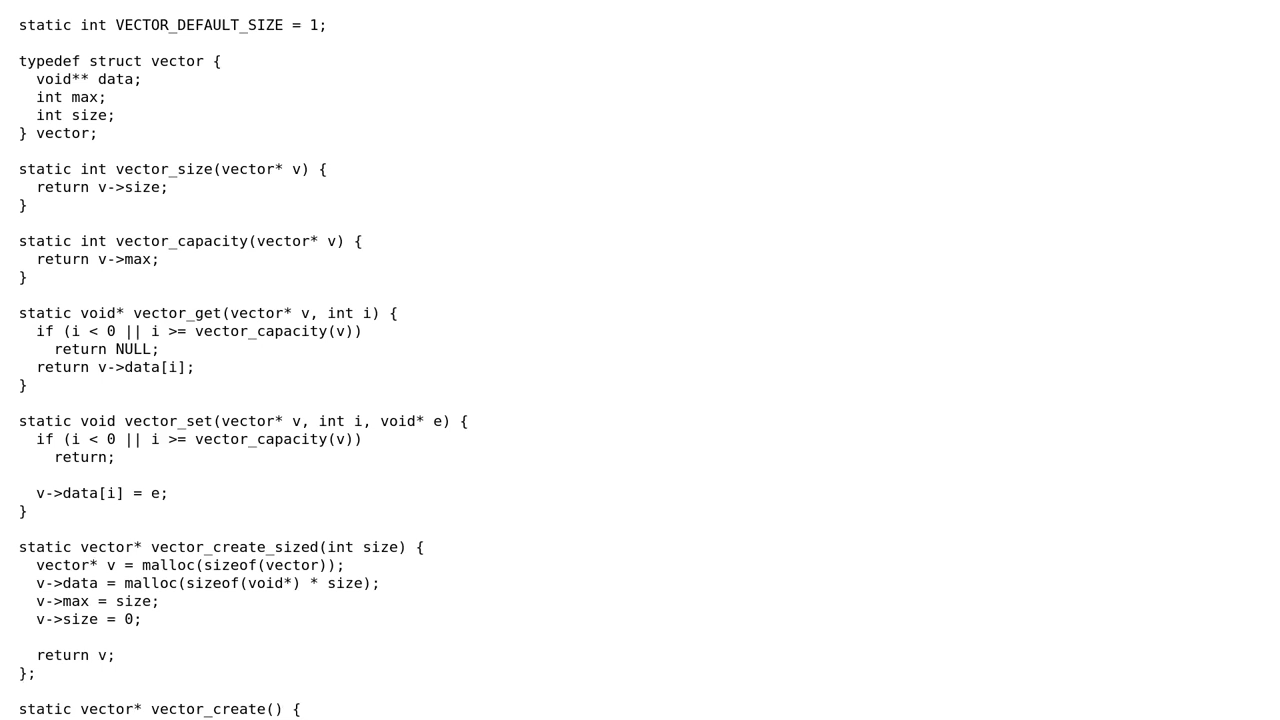 static int VECTOR_DEFAULT_SIZE = 1;

typedef struct vector {
  void** data;
  int max;
  int size;
} vector;

static int vector_size(vector* v) {
  return v->size;
}

static int vector_capacity(vector* v) {
  return v->max;
}

static void* vector_get(vector* v, int i) {
  if (i < 0 || i >= vector_capacity(v))
    return NULL;
  return v->data[i];
}

static void vector_set(vector* v, int i, void* e) {
  if (i < 0 || i >= vector_capacity(v))
    return;

  v->data[i] = e;
}

static vector* vector_create_sized(int size) {
  vector* v = malloc(sizeof(vector));
  v->data = malloc(sizeof(void*) * size);
  v->max = size;
  v->size = 0;

  return v;
};

static vector* vector_create() {